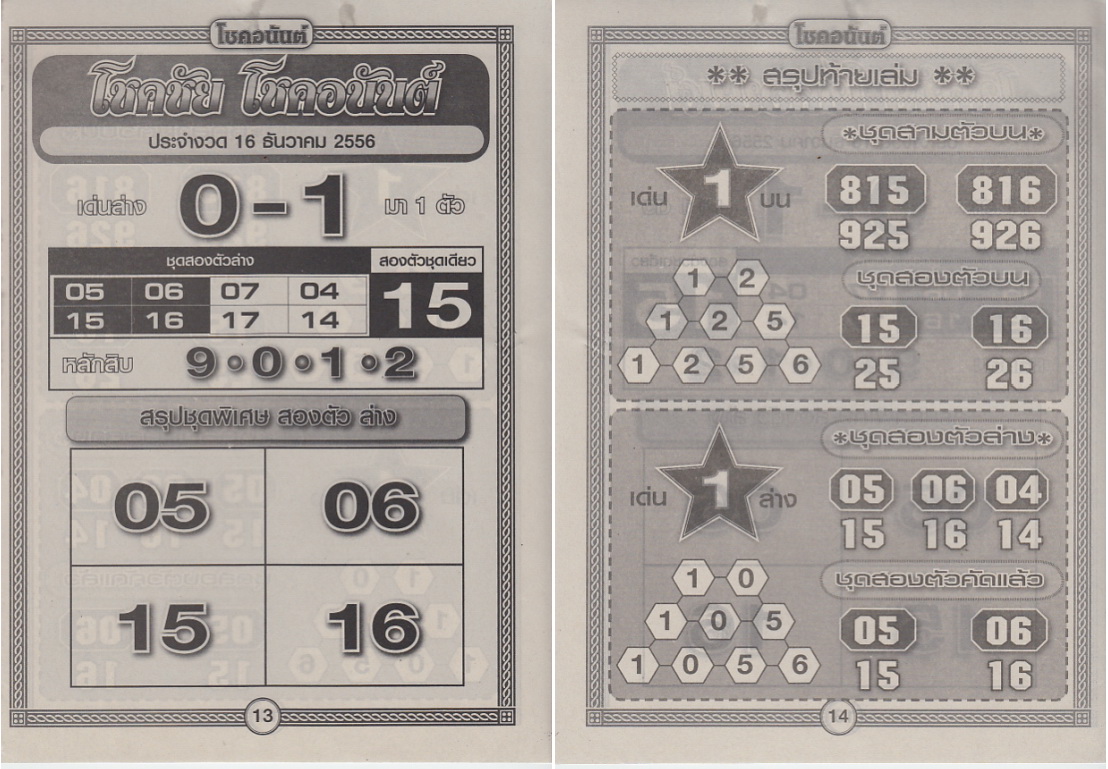 โชคอนันต์
โชคชัย โชคอนันต์
ประจำงวด 16 ธันวาคม 2556
เด่นล่าง 0-1 มา 1 ตัว
ชุดสองตัวล่าง สองตัวชุดเดียว
05 06 07 04 15
15 16 17 14
หลักสิบ 9•0•1•2
สรุปชุดพิเศษ สองตัว ล่าง
05 06
15 16
13
โชคอนันต์
** สรุปท้ายเล่ม **
*ชุดสามตัวบน*
เด่น 1 บน
815 816
925 926
1-2
1-2-5
1-2-5-6
ชุดสองตัวบน
15 16
25 26
*ชุดสองตัวล่าง*
เด่น 1 ล่าง
05 06 04
15 16 14
1-0
1-0-5
1-0-5-6
ชุดสองตัวคัดแล้ว
05 06
15 16
14